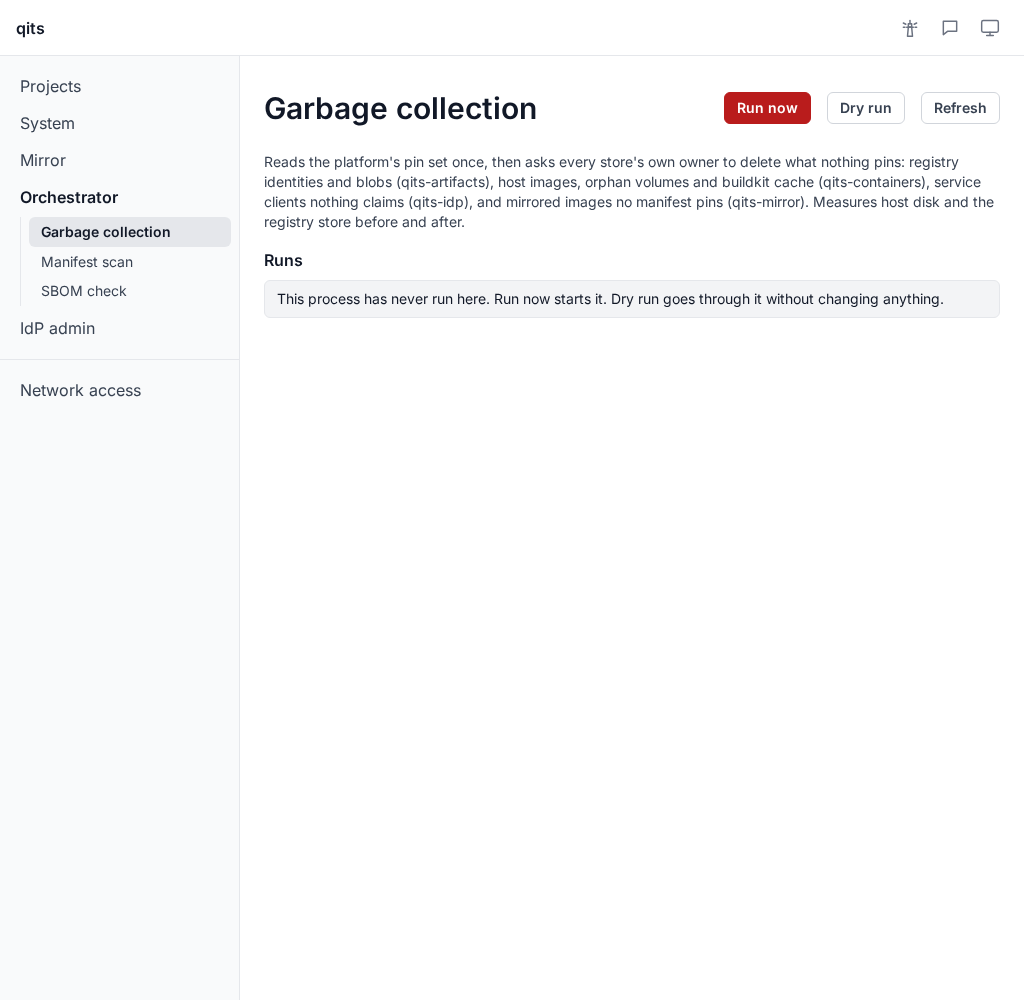 qits
Projects
System
Mirror
Orchestrator
Garbage collection
Manifest scan
SBOM check
IdP admin
Network access
Garbage collection
Run now
Dry run
Refresh
Reads the platform's pin set once, then asks every store's own owner to delete what nothing pins: registry
identities and blobs (qits-artifacts), host images, orphan volumes and buildkit cache (qits-containers), service
clients nothing claims (qits-idp), and mirrored images no manifest pins (qits-mirror). Measures host disk and the
registry store before and after.
Runs
This process has never run here. Run now starts it. Dry run goes through it without changing anything.